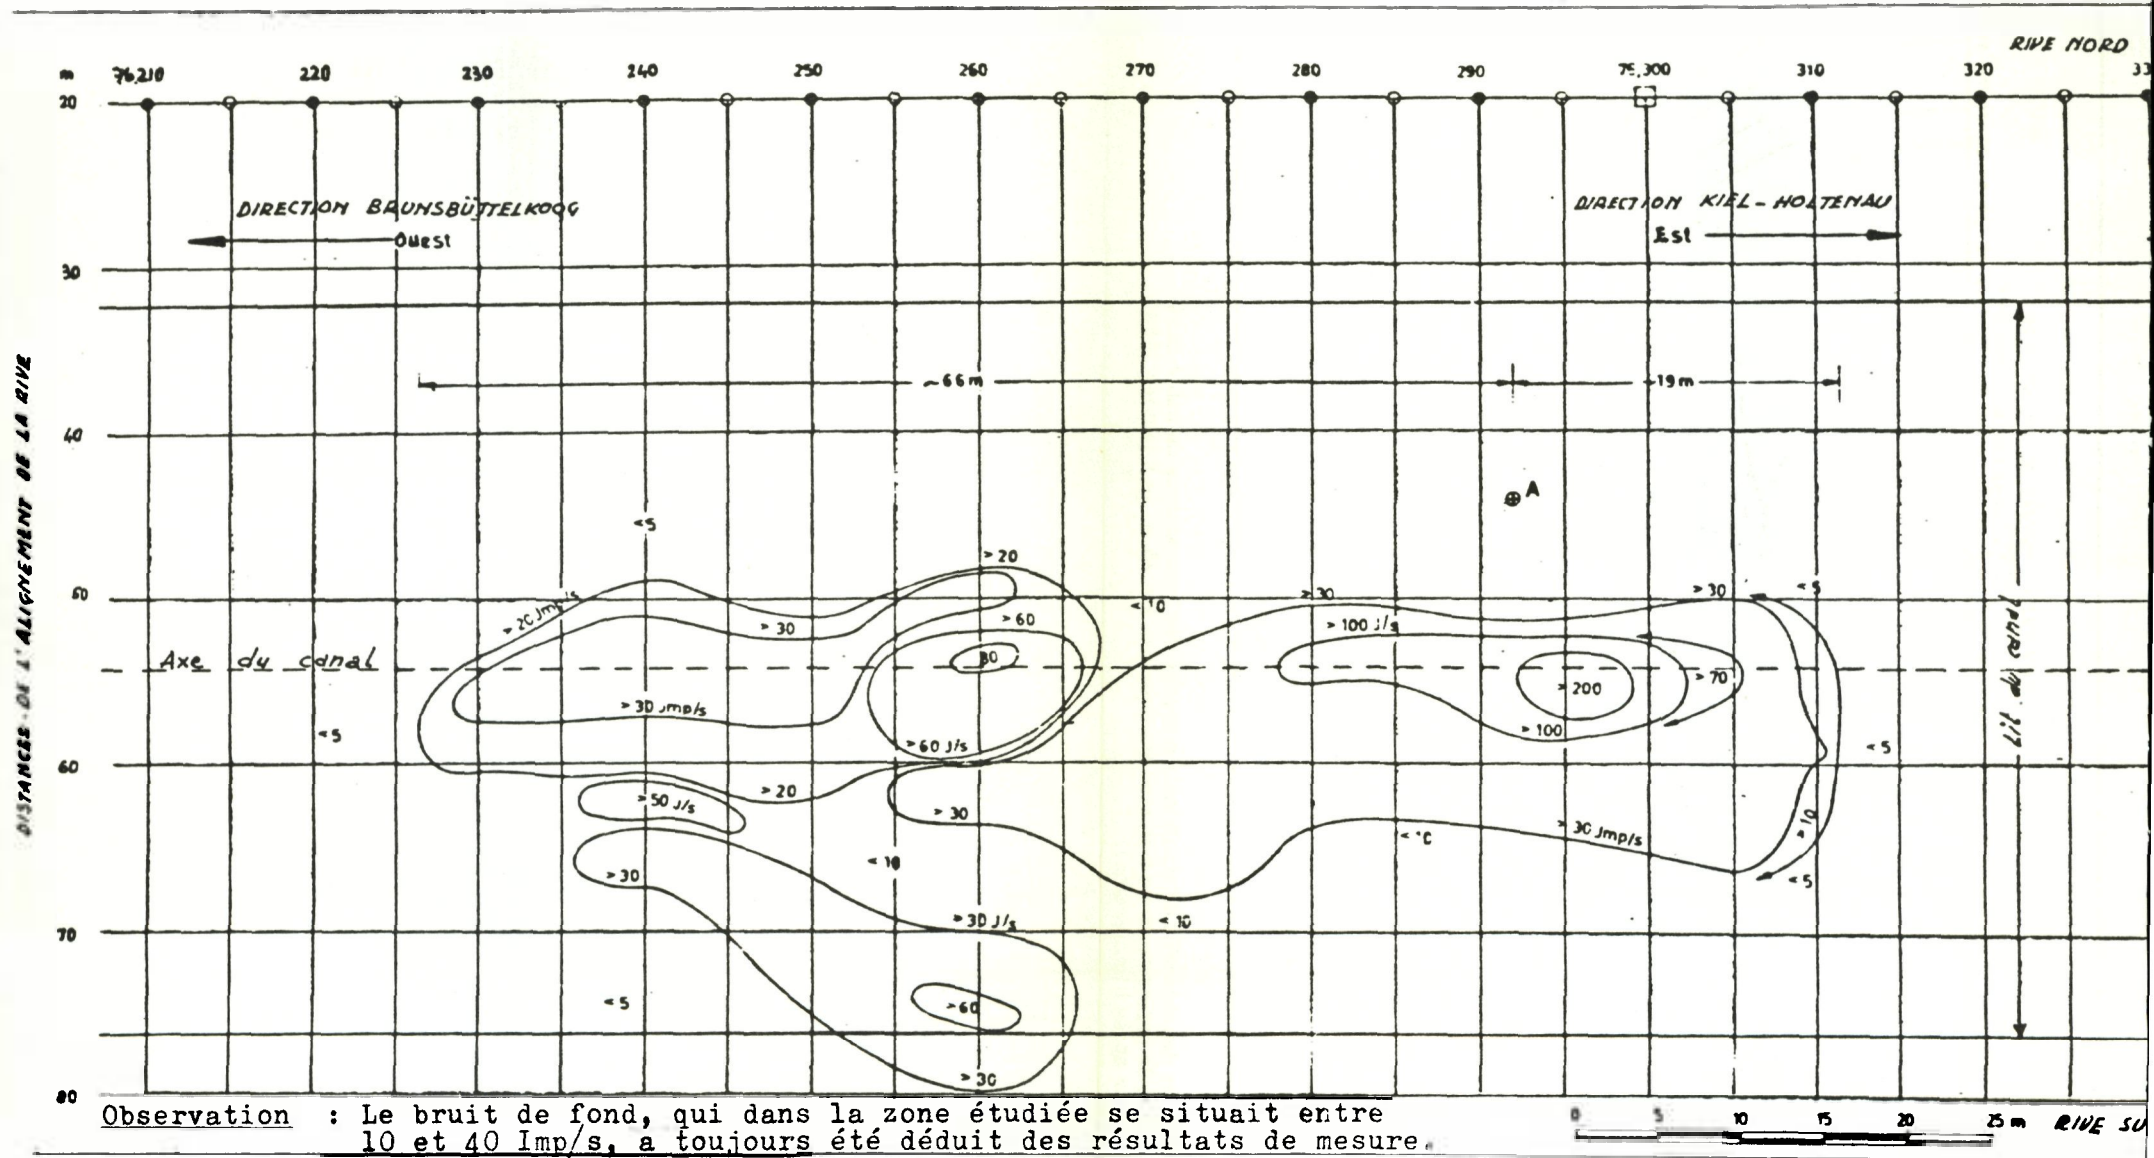 RIVE NORD
m 76,210 220 230 240 250 260 270 280 290 75,300 310 320 33
20
DIRECTION BRUNSBÜTTELKOOG
Ouest
DIRECTION KIEL-HOLTENAU
Est
30
~66m
19m
40
A
DISTANCES DE L'ALIGNEMENT DE LA RIVE
<5
>20
50
>20 Jmp/s
>30
>60
<10
>30
>100 J/s
>30
<5
Axe du canal
80
>200
>70
Lit du canal
>30 Jmp/s
<5
>60 J/s
>100
<5
60
>50 J/s
>20
>30
>30 Jmp/s
>10
<10
>30
<5
>30 J/s
<10
70
<5
>60
>30
80
Observation : Le bruit de fond, qui dans la zone étudiée se situait entre
10 et 40 Imp/s, a toujours été déduit des résultats de mesure.
0 5 10 15 20 25 m RIVE SU